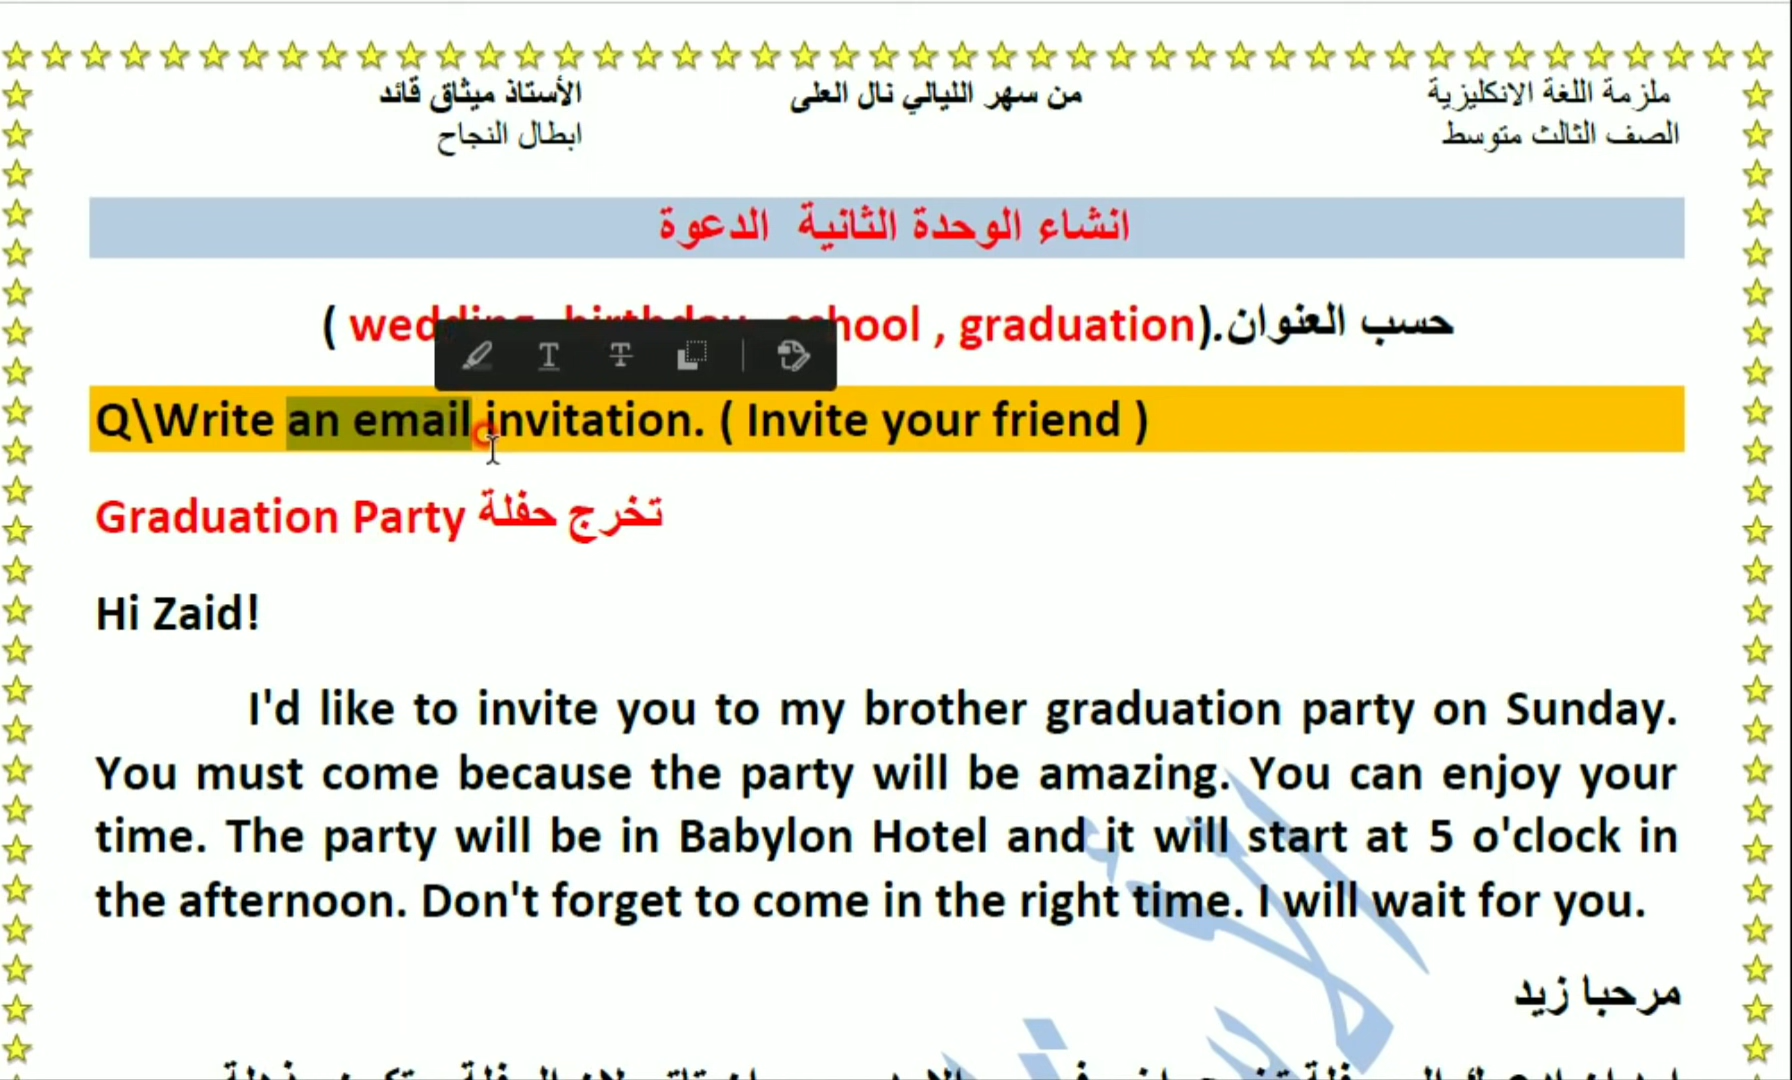 ملزمة اللغة الانكليزية من سهر الليالي نال العلى الأستاذ ميثاق قائد
الصف الثالث متوسط ابطال النجاح
انشاء الوحدة الثانية الدعوة
حسب العنوان.( wedding, birthday, school , graduation)
Q\Write an email invitation. ( Invite your friend )
Graduation Party تخرج حفلة
Hi Zaid!
I'd like to invite you to my brother graduation party on Sunday.
You must come because the party will be amazing. You can enjoy your
time. The party will be in Babylon Hotel and it will start at 5 o'clock in
the afternoon. Don't forget to come in the right time. I will wait for you.
مرحبا زيد